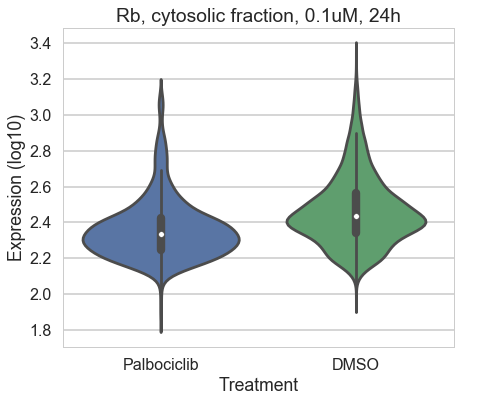 Rb, cytosolic fraction, 0.1uM, 24h
Expression (log10)
3.4
3.2
3.0
2.8
2.6
2.4
2.2
2.0
1.8
Palbociclib DMSO
Treatment